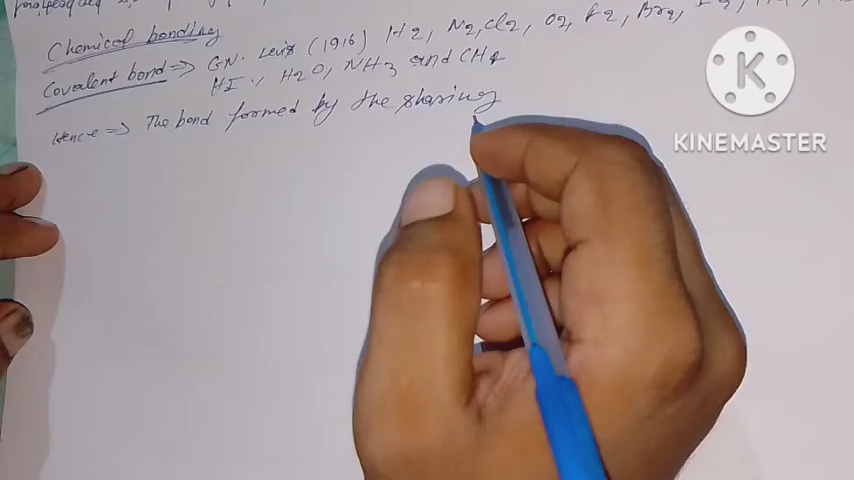 Chemical bonding
Covalent bond => G.N. Lewis (1916) H2, N2, Cl2, O2, F2, Br2,
HI., H2O, NH3 and CH4
Hence => The bond formed by the sharing
K
KINEMASTER